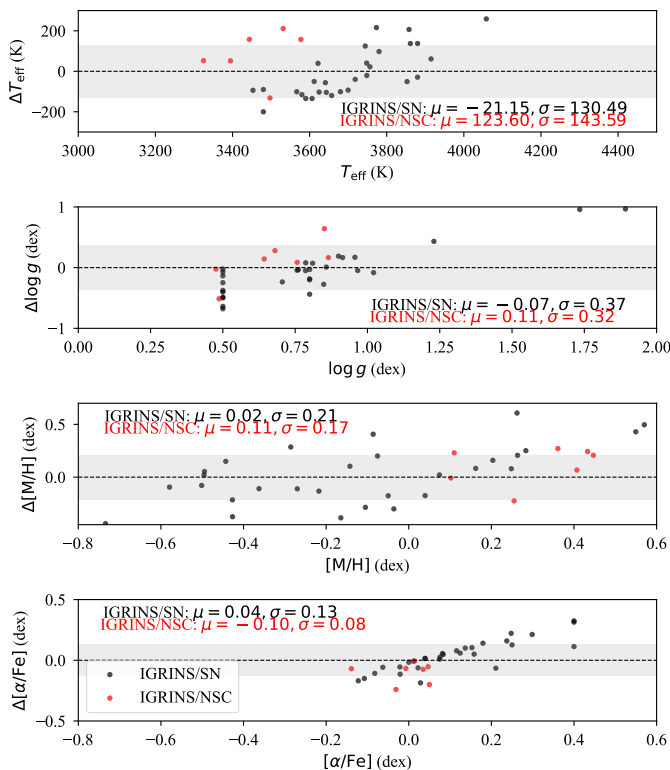 200
0
−200
ΔT_eff (K)
IGRINS/SN: μ = −21.15, σ = 130.49
IGRINS/NSC: μ = 123.60, σ = 143.59
3000 3200 3400 3600 3800 4000 4200 4400
T_eff (K)
1
0
−1
Δlog g (dex)
IGRINS/SN: μ = −0.07, σ = 0.37
IGRINS/NSC: μ = 0.11, σ = 0.32
0.00 0.25 0.50 0.75 1.00 1.25 1.50 1.75 2.00
log g (dex)
0.5
0.0
Δ[M/H] (dex)
IGRINS/SN: μ = 0.02, σ = 0.21
IGRINS/NSC: μ = 0.11, σ = 0.17
−0.8 −0.6 −0.4 −0.2 0.0 0.2 0.4 0.6
[M/H] (dex)
0.5
0.0
−0.5
Δ[α/Fe] (dex)
IGRINS/SN: μ = 0.04, σ = 0.13
IGRINS/NSC: μ = −0.10, σ = 0.08
IGRINS/SN
IGRINS/NSC
−0.8 −0.6 −0.4 −0.2 0.0 0.2 0.4 0.6
[α/Fe] (dex)